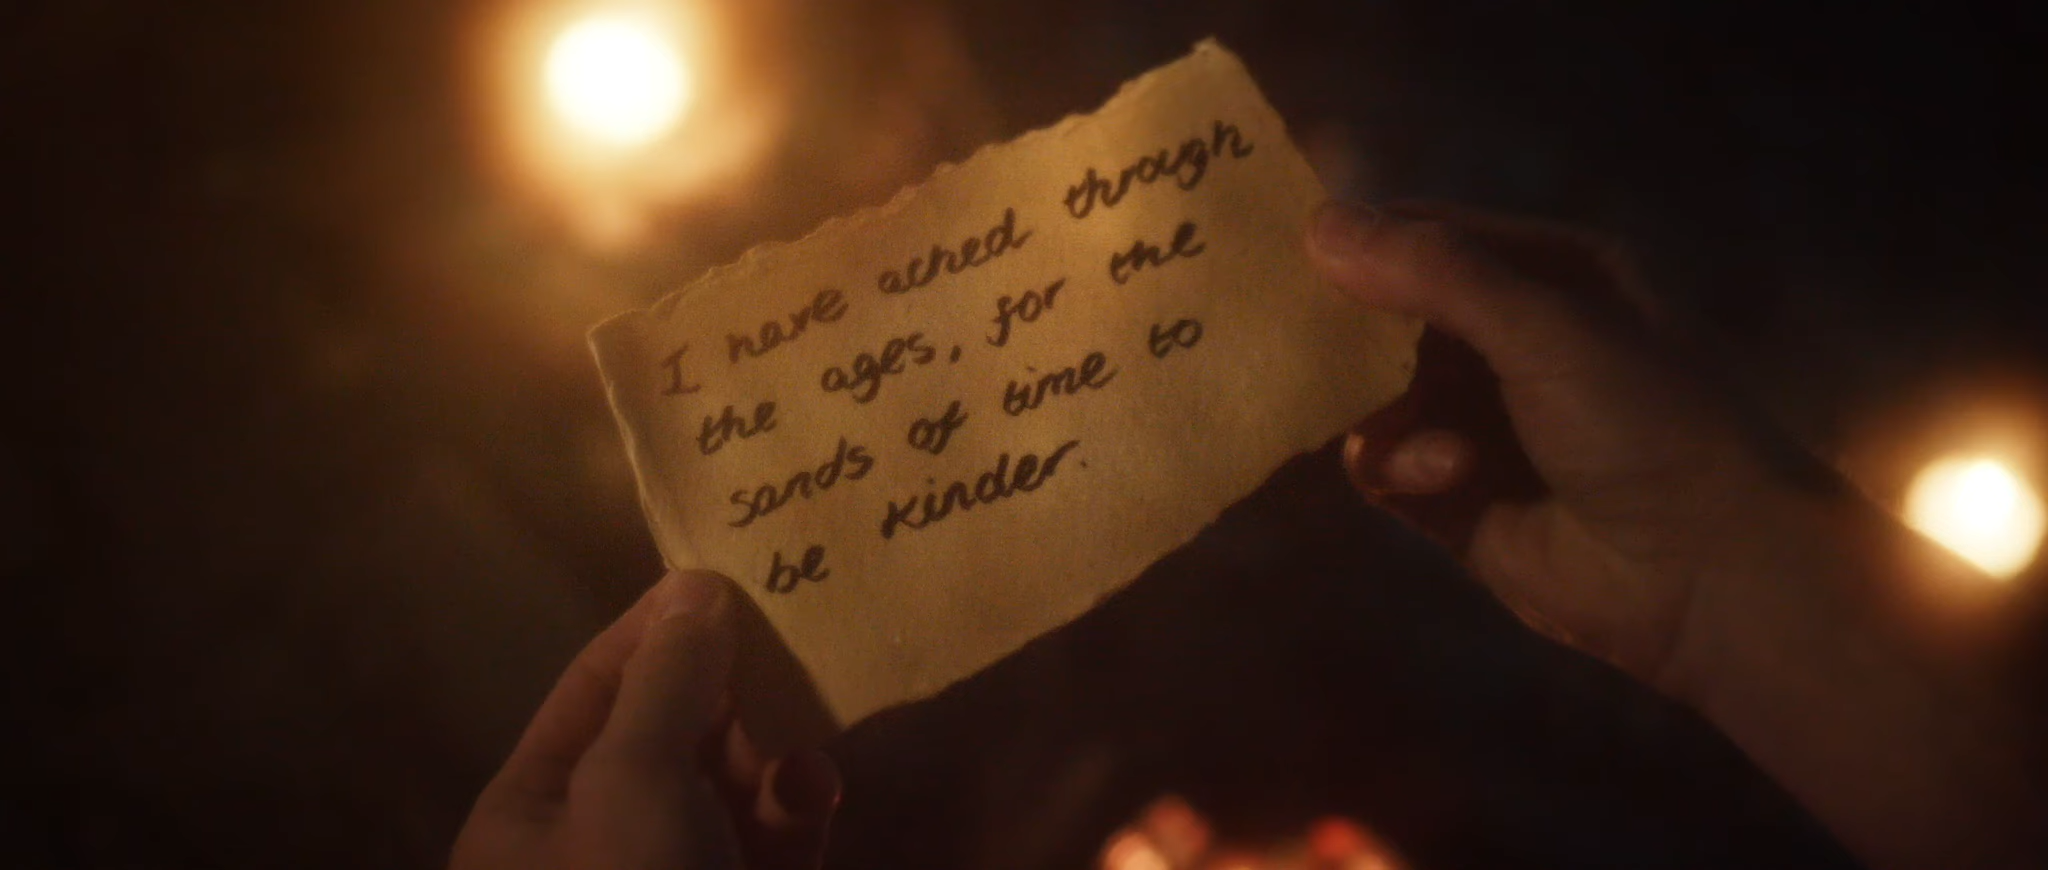 I have ached through
the ages, for the
sands of time to
be kinder.